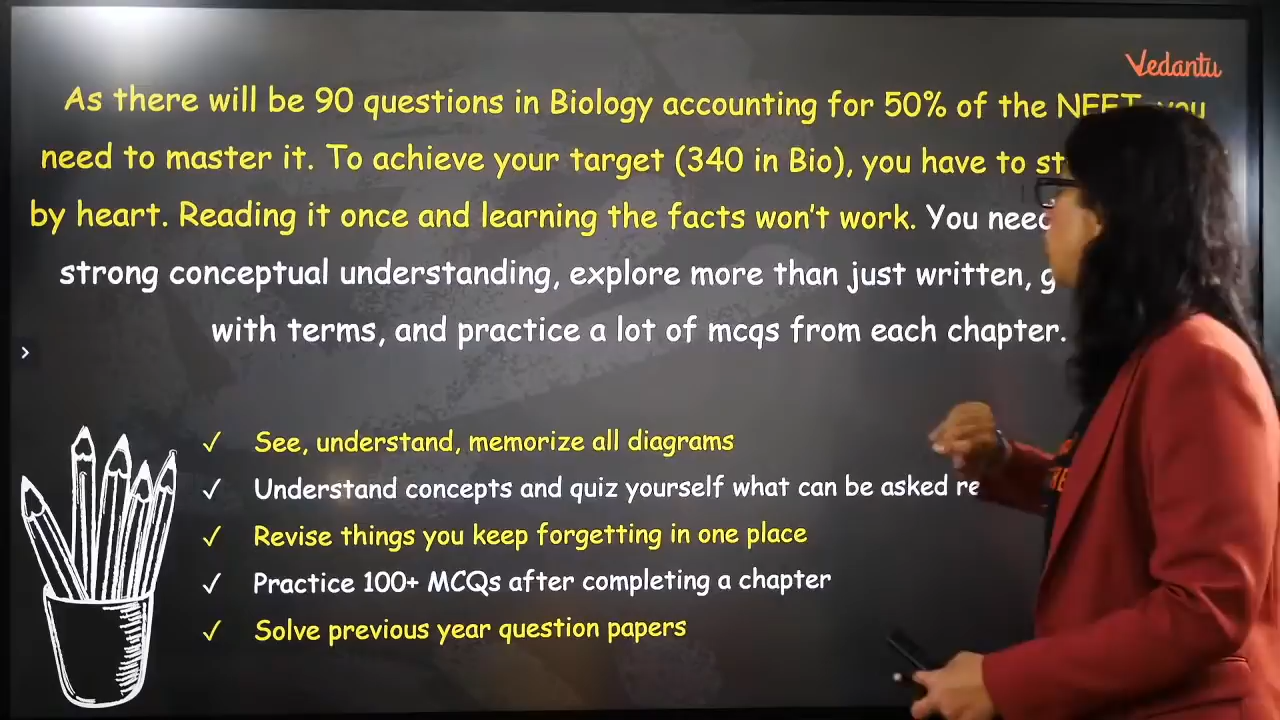 Vedantu
As there will be 90 questions in Biology accounting for 50% of the NEET, you
need to master it. To achieve your target (340 in Bio), you have to
by heart. Reading it once and learning the facts won't work. You need
strong conceptual understanding, explore more than just written,
with terms, and practice a lot of mcqs from each chapter.
✓ See, understand, memorize all diagrams
✓ Understand concepts and quiz yourself what can be asked
✓ Revise things you keep forgetting in one place
✓ Practice 100+ MCQs after completing a chapter
✓ Solve previous year question papers